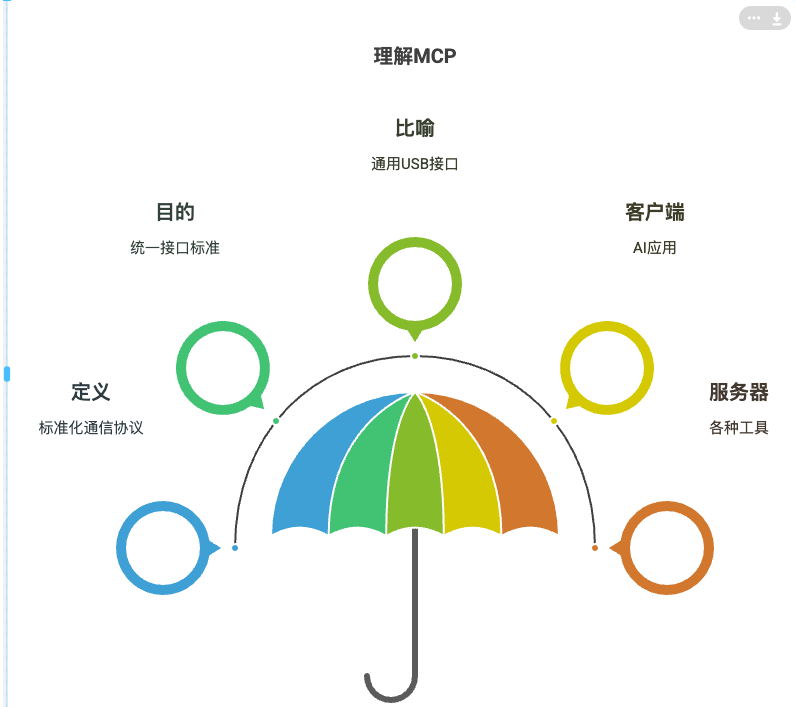 理解MCP
比喻
通用USB接口
目的
统一接口标准
客户端
AI应用
定义
标准化通信协议
服务器
各种工具